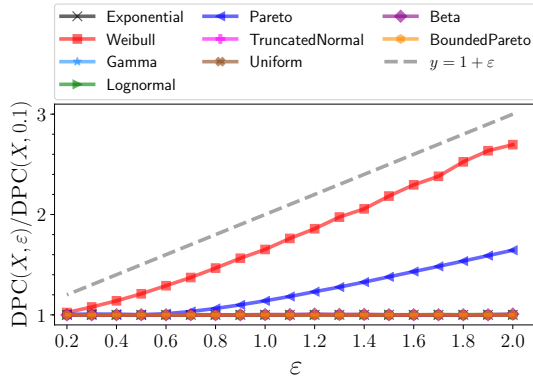 Exponential
Weibull
Gamma
Lognormal
Pareto
TruncatedNormal
Uniform
Beta
BoundedPareto
y = 1 + ε
DPC(X, ε)/DPC(X, 0.1)
3
2
1
0.2 0.4 0.6 0.8 1.0 1.2 1.4 1.6 1.8 2.0
ε